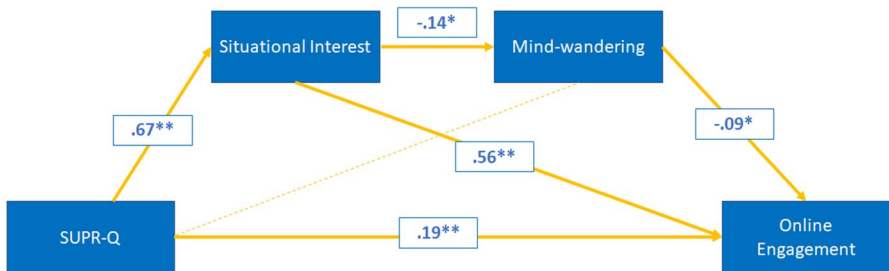 -.14*
Situational Interest
Mind-wandering
.67**
.56**
-.09*
SUPR-Q
.19**
Online
Engagement